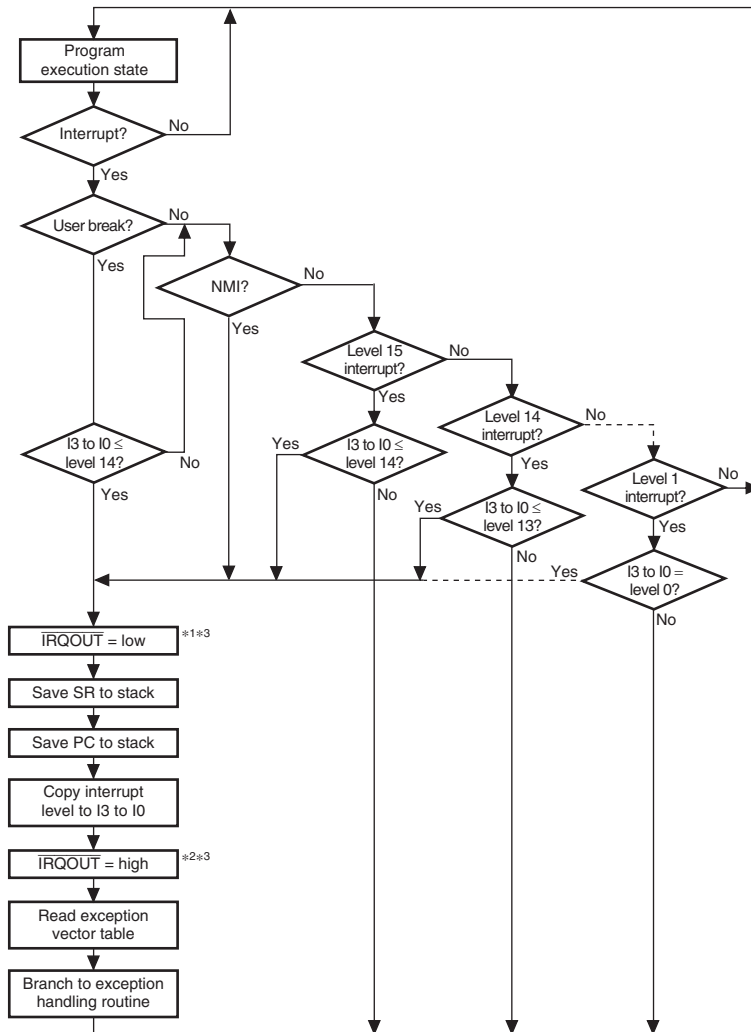 Program
execution state
No
Interrupt?
Yes
User break?
No
Yes
NMI?
No
Yes
Level 15
interrupt?
No
Yes
Level 14
interrupt?
No
Yes
I3 to I0 ≤
level 14?
No
Yes
Yes
I3 to I0 ≤
level 14?
No
Level 1
interrupt?
No
Yes
Yes
I3 to I0 ≤
level 13?
No
Yes
I3 to I0 =
level 0?
No
IRQOUT = low
*1*3
Save SR to stack
Save PC to stack
Copy interrupt
level to I3 to I0
IRQOUT = high
*2*3
Read exception
vector table
Branch to exception
handling routine